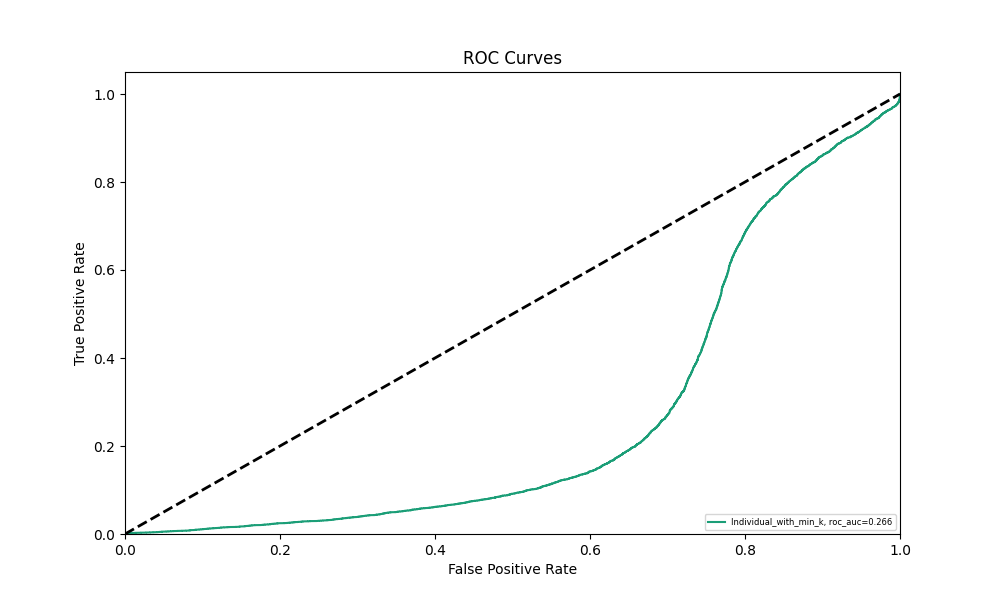 ROC Curves
True Positive Rate
1.0
0.8
0.6
0.4
0.2
0.0
Individual_with_min_k, roc_auc=0.266
0.0 0.2 0.4 0.6 0.8 1.0
False Positive Rate